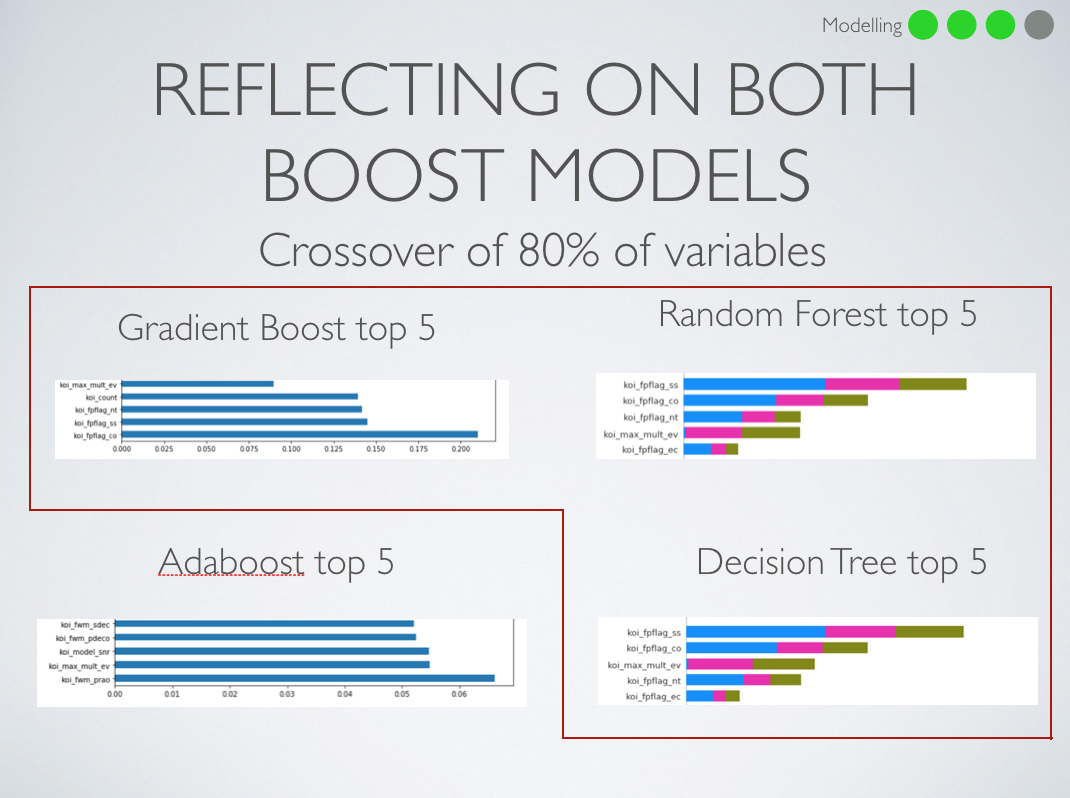 Modelling
REFLECTING ON BOTH
BOOST MODELS
Crossover of 80% of variables
Gradient Boost top 5
koi_max_mult_ev
koi_count
koi_fpflag_nt
koi_fpflag_ss
koi_fpflag_co
0.000 0.025 0.050 0.075 0.100 0.125 0.150 0.175 0.200
Random Forest top 5
koi_fpflag_ss
koi_fpflag_co
koi_fpflag_nt
koi_max_mult_ev
koi_fpflag_ec
Adaboost top 5
koi_fwm_sdec
koi_fwm_pdeco
koi_model_snr
koi_max_mult_ev
koi_fwm_prao
0.00 0.01 0.02 0.03 0.04 0.05 0.06
Decision Tree top 5
koi_fpflag_ss
koi_fpflag_co
koi_max_mult_ev
koi_fpflag_nt
koi_fpflag_ec